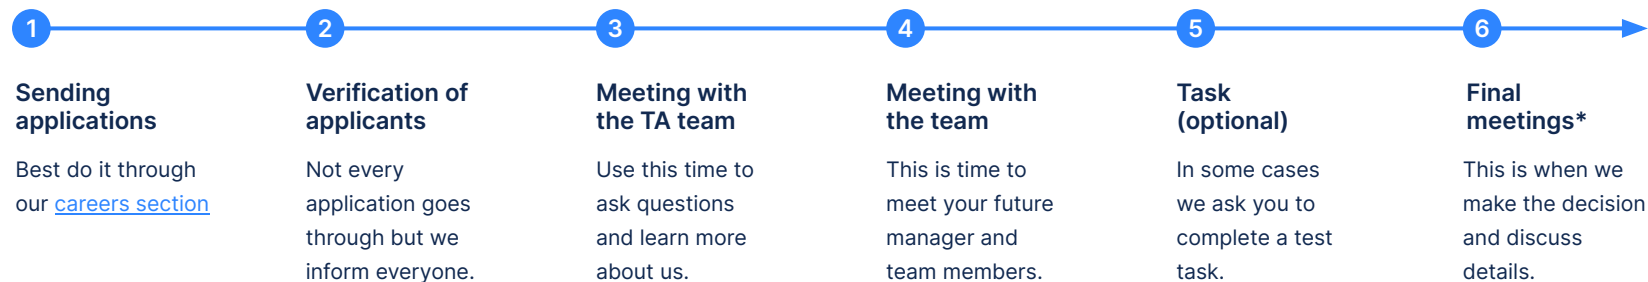 1
Sending
applications
Best do it through
our careers section
2
Verification of
applicants
Not every
application goes
through but we
inform everyone.
3
Meeting with
the TA team
Use this time to
ask questions
and learn more
about us.
4
Meeting with
the team
This is time to
meet your future
manager and
team members.
5
Task
(optional)
In some cases
we ask you to
complete a test
task.
6
Final
meetings*
This is when we
make the decision
and discuss
details.